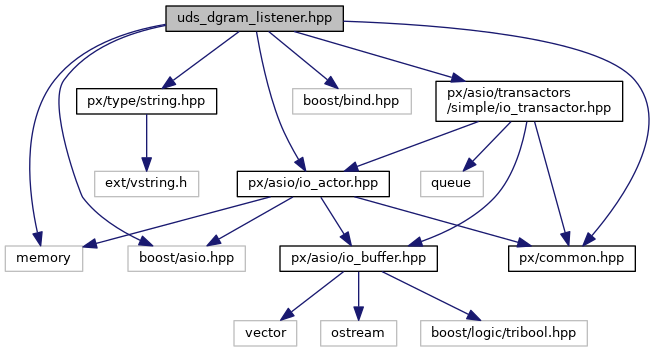 uds_dgram_listener.hpp
px/type/string.hpp
boost/bind.hpp
px/asio/transactors
/simple/io_transactor.hpp
ext/vstring.h
px/asio/io_actor.hpp
queue
memory
boost/asio.hpp
px/asio/io_buffer.hpp
px/common.hpp
vector
ostream
boost/logic/tribool.hpp